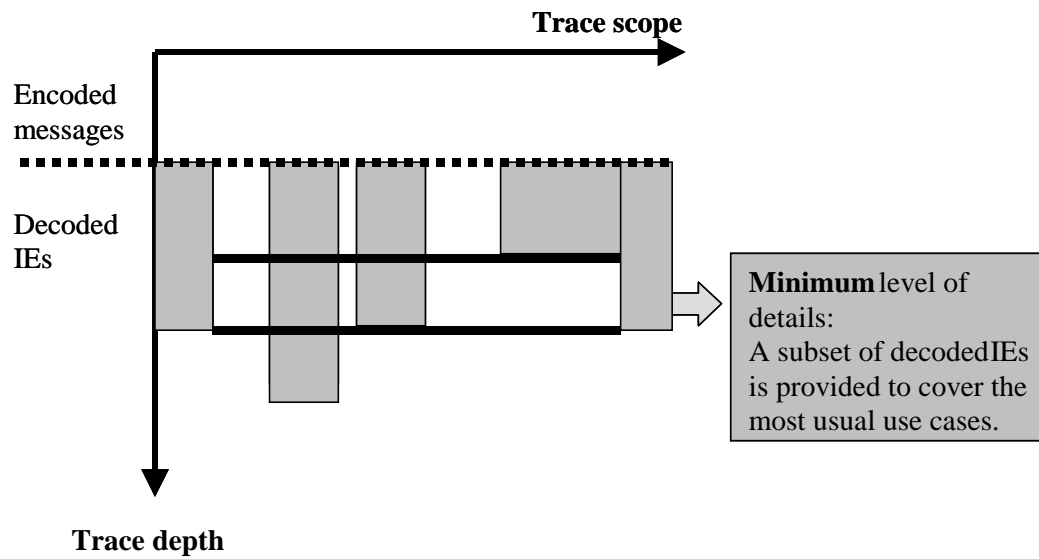 Trace scope
Encoded
messages
Decoded
IEs
Minimum level of
details:
A subset of decoded IEs
is provided to cover the
most usual use cases.
Trace depth